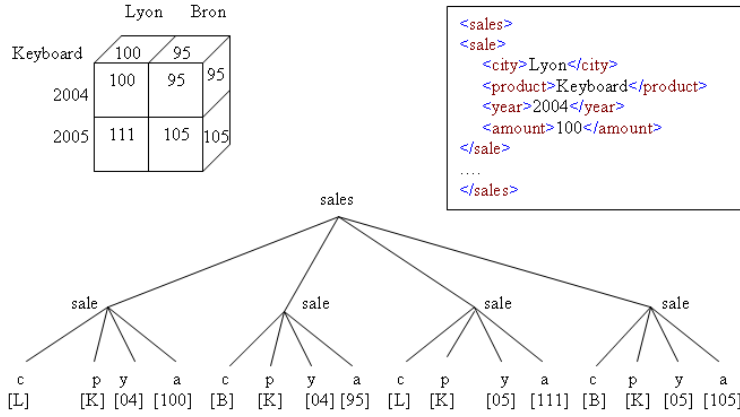 Lyon Bron
Keyboard 100 95
100 95 95
2004
2005 111 105 105
<sales>
<sale>
<city>Lyon</city>
<product>Keyboard</product>
<year>2004</year>
<amount>100</amount>
</sale>
....
</sales>
sales
sale sale sale sale
c p y a c p y a c p y a c p y a
[L] [K] [04] [100] [B] [K] [04] [95] [L] [K] [05] [111] [B] [K] [05] [105]